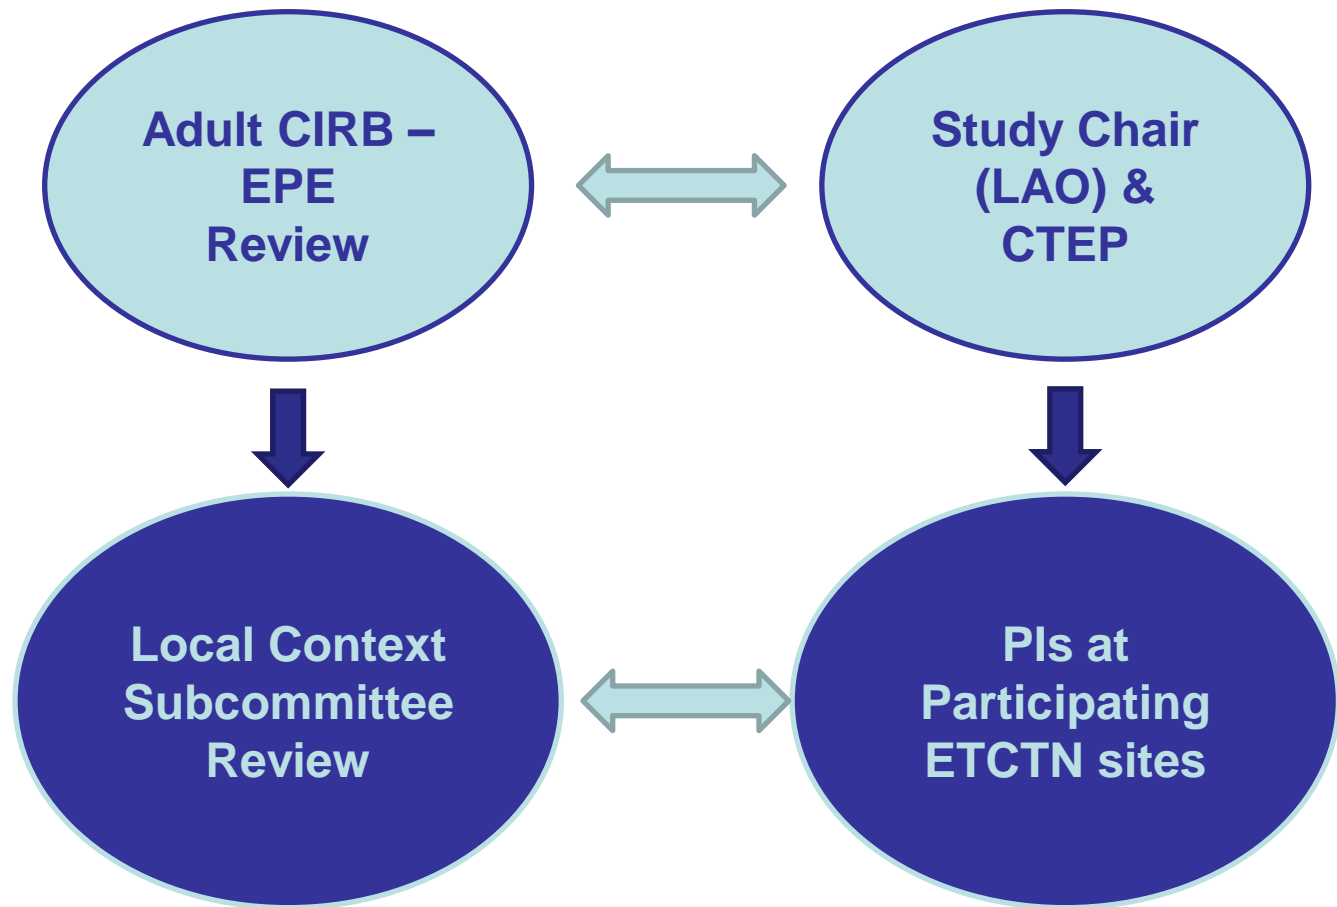 Adult CIRB –
EPE
Review
Study Chair
(LAO) &
CTEP
Local Context
Subcommittee
Review
PIs at
Participating
ETCTN sites